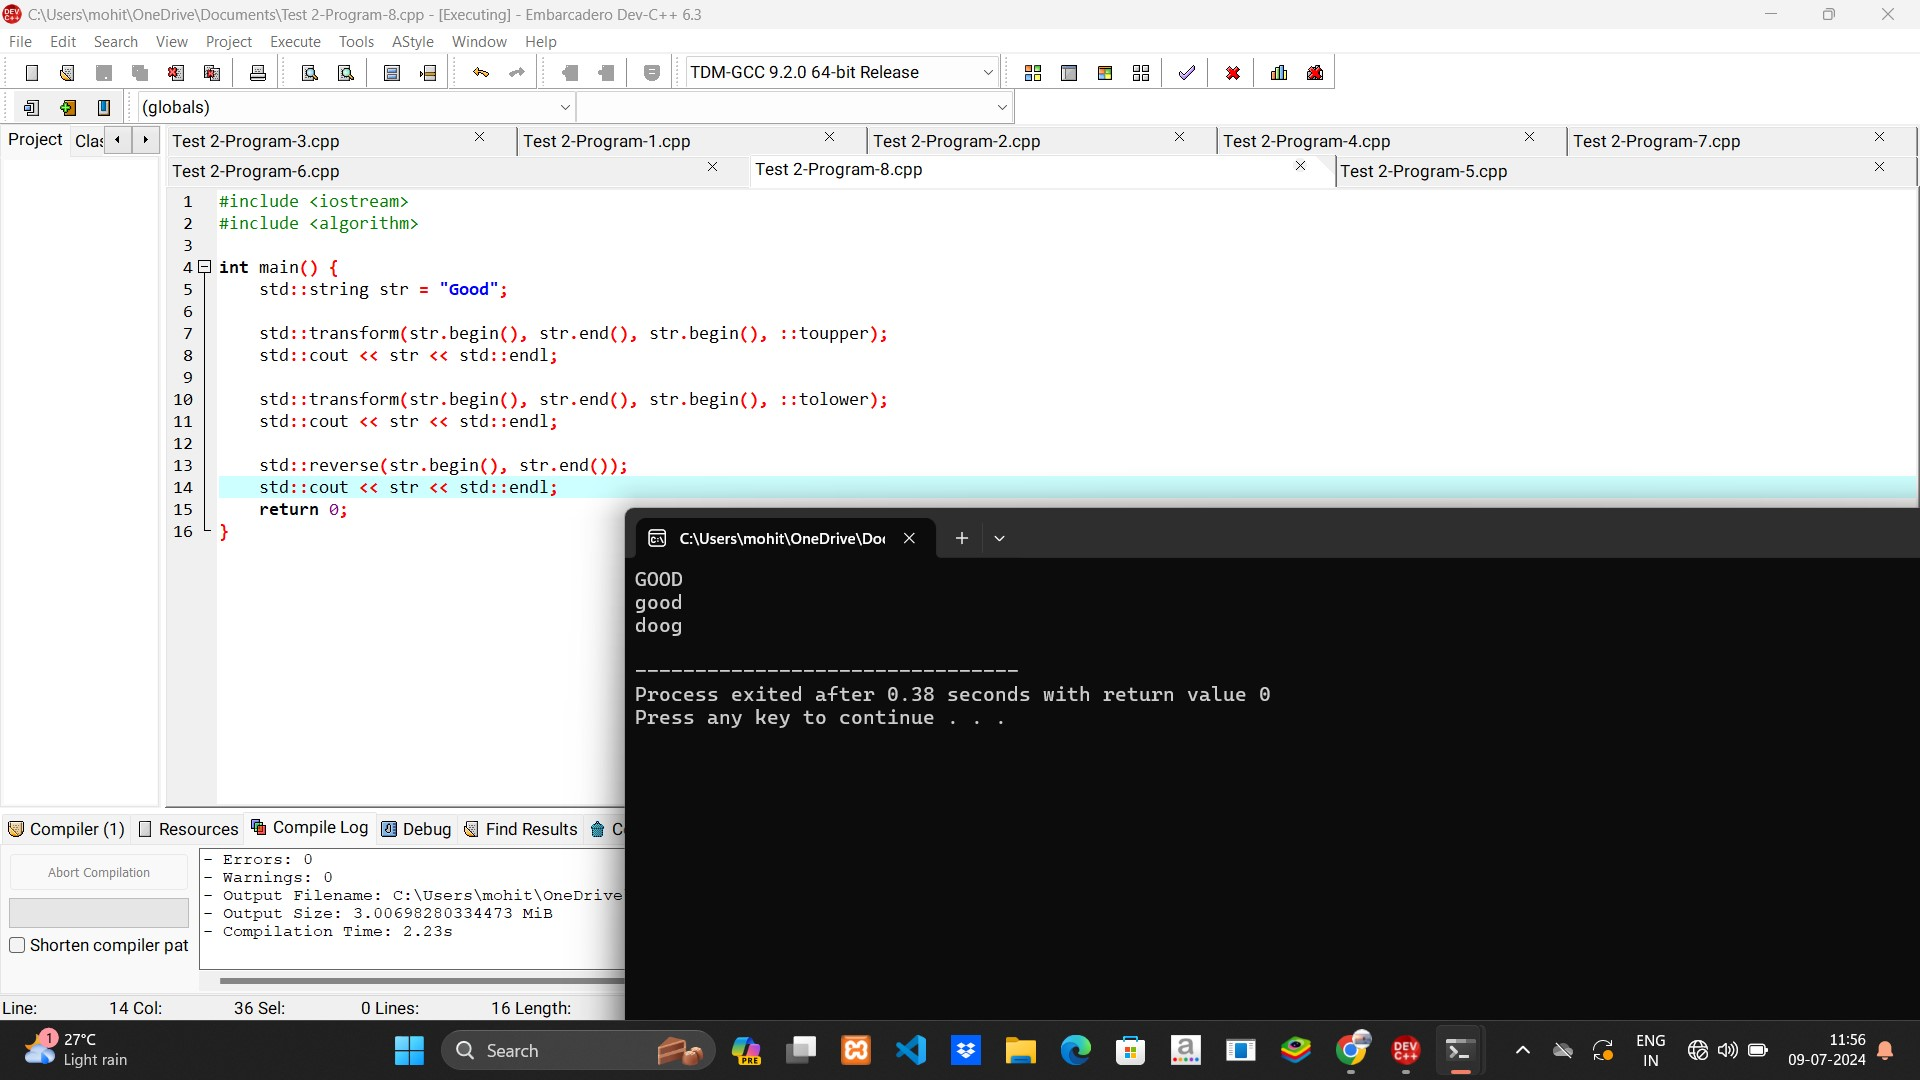 C:\Users\mohit\OneDrive\Documents\Test 2-Program-8.cpp - [Executing] - Embarcadero Dev-C++ 6.3
File Edit Search View Project Execute Tools AStyle Window Help
TDM-GCC 9.2.0 64-bit Release
(globals)
Project Clas
Test 2-Program-3.cpp Test 2-Program-1.cpp Test 2-Program-2.cpp Test 2-Program-4.cpp Test 2-Program-7.cpp
Test 2-Program-6.cpp Test 2-Program-8.cpp Test 2-Program-5.cpp
1 #include <iostream>
2 #include <algorithm>
3
4 int main() {
5 std::string str = "Good";
6
7 std::transform(str.begin(), str.end(), str.begin(), ::toupper);
8 std::cout << str << std::endl;
9
10 std::transform(str.begin(), str.end(), str.begin(), ::tolower);
11 std::cout << str << std::endl;
12
13 std::reverse(str.begin(), str.end());
14 std::cout << str << std::endl;
15 return 0;
16 }
C:\Users\mohit\OneDrive\Doc
GOOD
good
doog
--------------------------------
Process exited after 0.38 seconds with return value 0
Press any key to continue . . .
Compiler (1) Resources Compile Log Debug Find Results C
Abort Compilation
Shorten compiler pat
- Errors: 0
- Warnings: 0
- Output Filename: C:\Users\mohit\OneDrive
- Output Size: 3.00698280334473 MiB
- Compilation Time: 2.23s
Line: 14 Col: 36 Sel: 0 Lines: 16 Length:
1
27°C
Light rain
Search
PRE
DEV C++
ENG
IN
11:56
09-07-2024